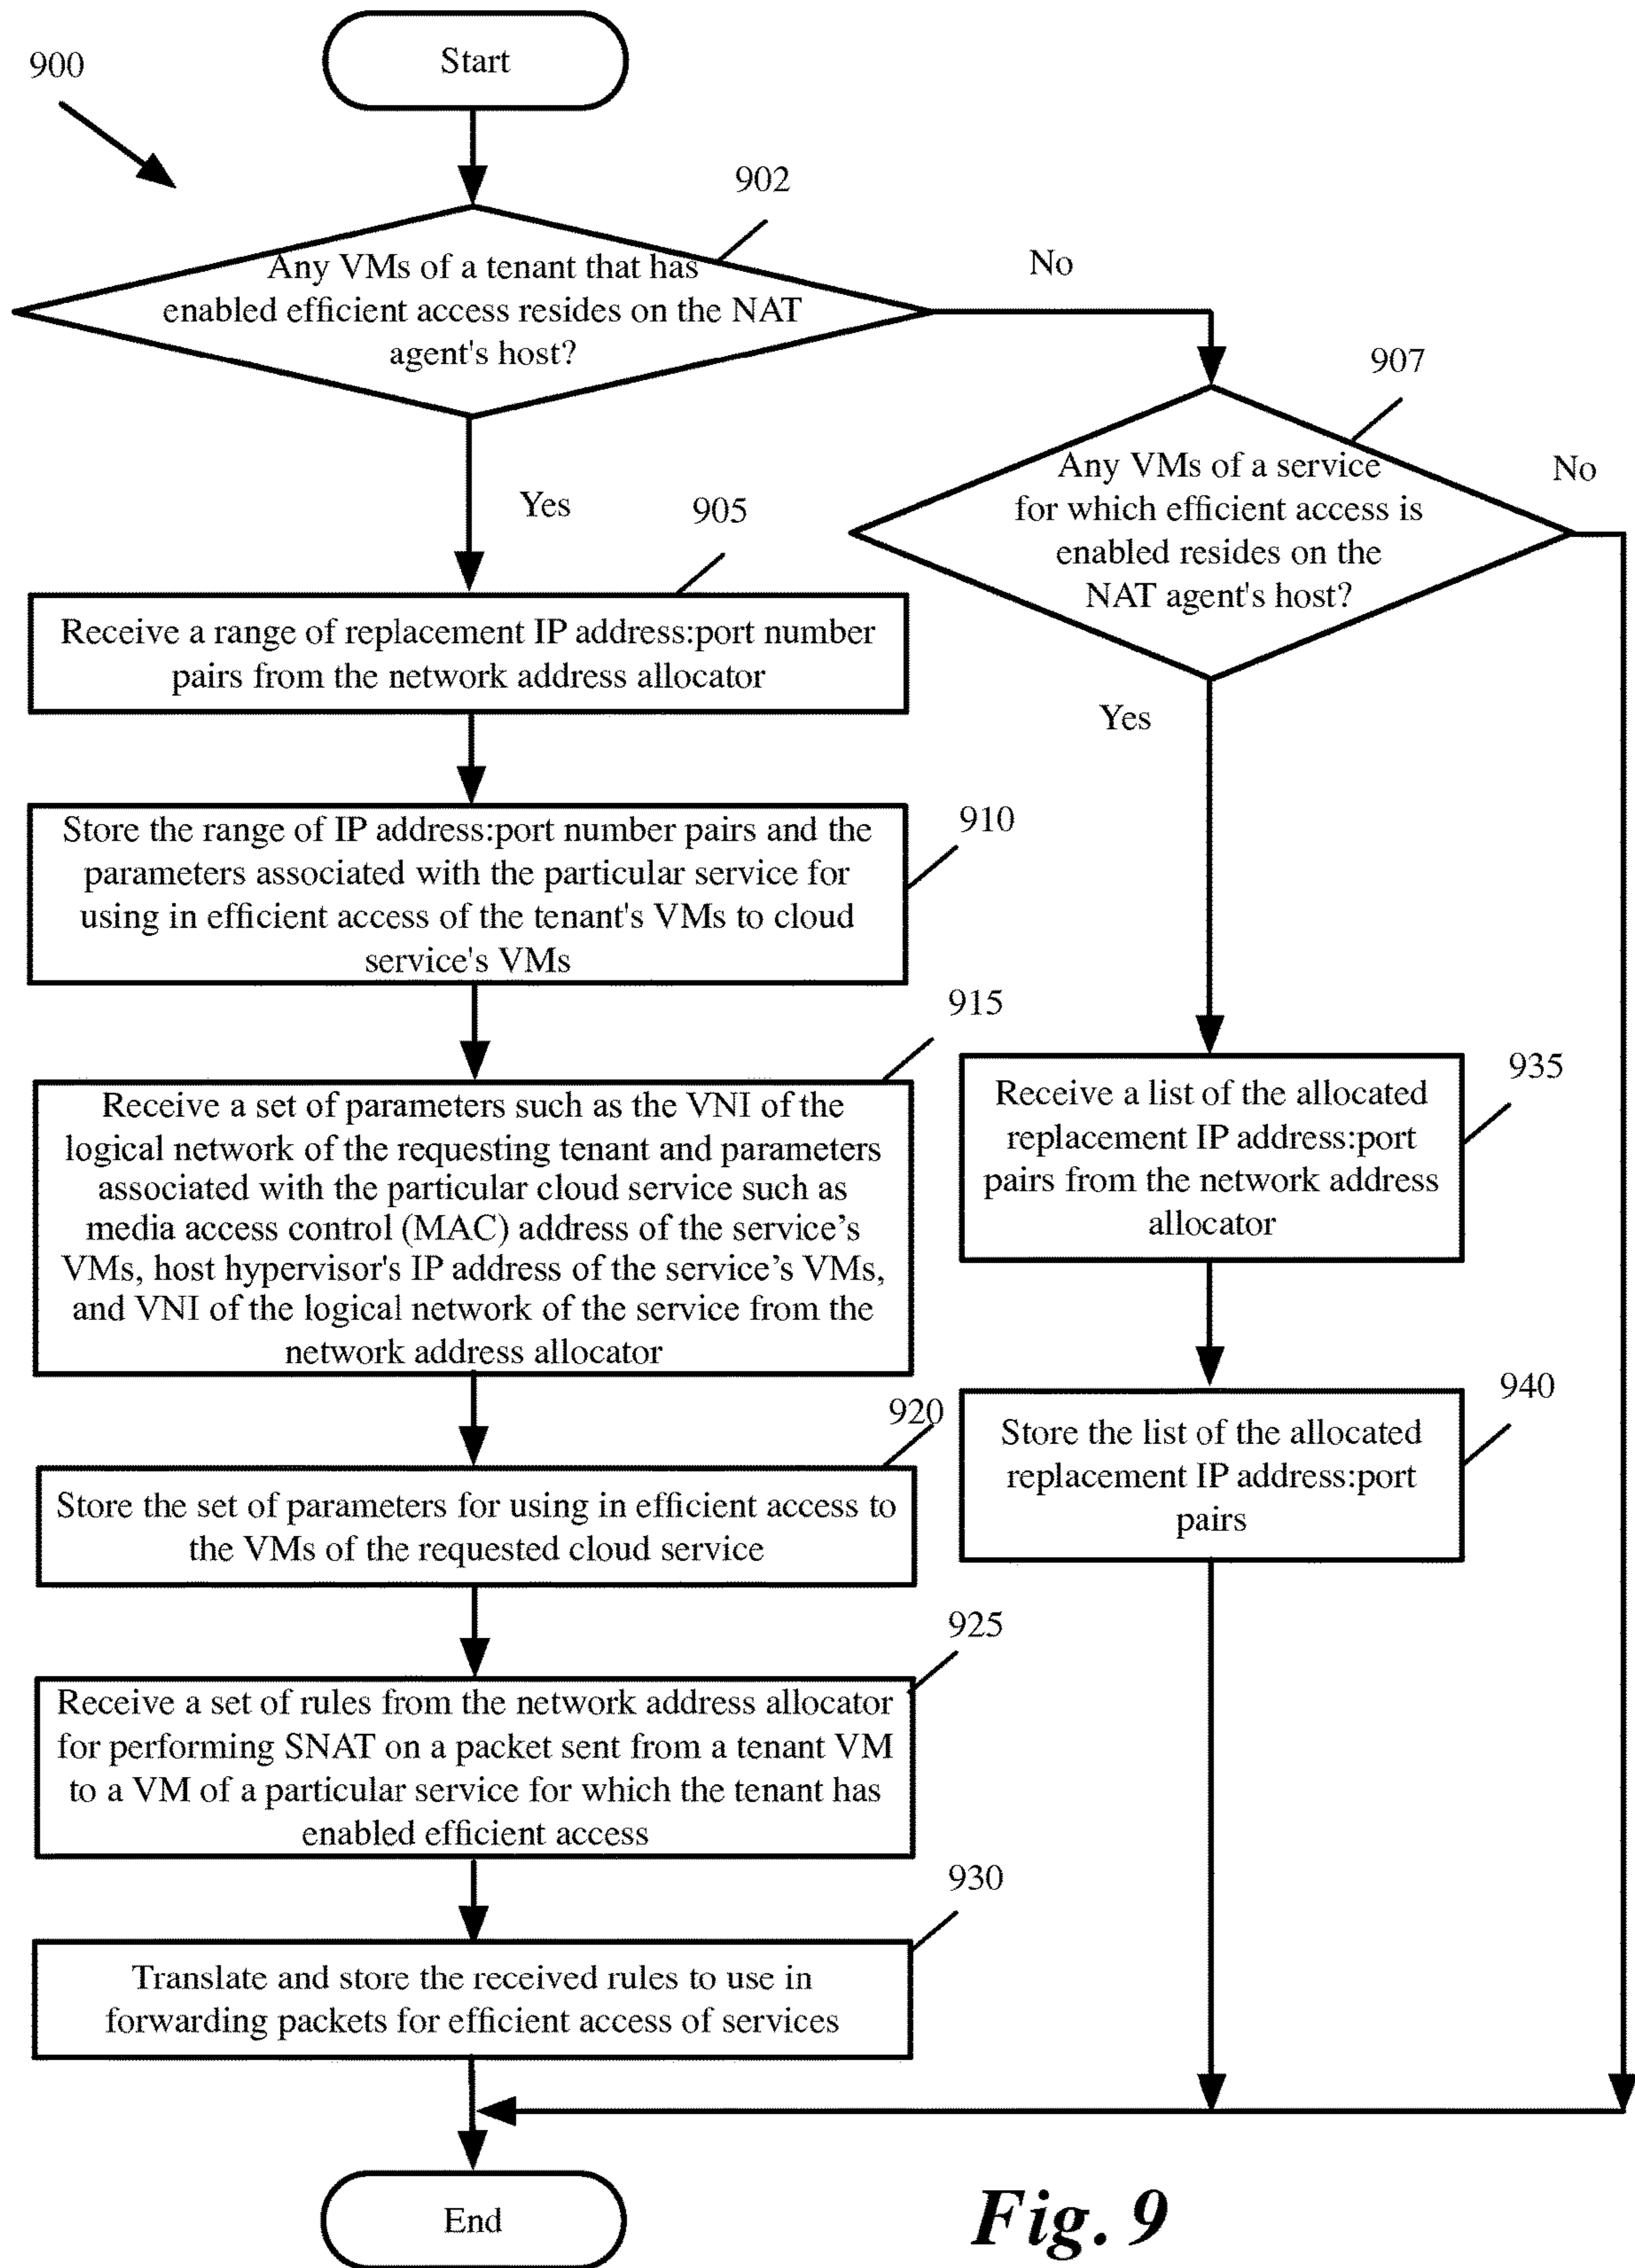 900
Start
902
Any VMs of a tenant that has
enabled efficient access resides on the NAT
agent's host?
No
907
Any VMs of a service
for which efficient access is
enabled resides on the
NAT agent's host?
No
Yes
905
Receive a range of replacement IP address:port number
pairs from the network address allocator
Yes
910
Store the range of IP address:port number pairs and the
parameters associated with the particular service for
using in efficient access of the tenant's VMs to cloud
service's VMs
915
Receive a set of parameters such as the VNI of the
logical network of the requesting tenant and parameters
associated with the particular cloud service such as
media access control (MAC) address of the service’s
VMs, host hypervisor's IP address of the service’s VMs,
and VNI of the logical network of the service from the
network address allocator
935
Receive a list of the allocated
replacement IP address:port
pairs from the network address
allocator
920
Store the set of parameters for using in efficient access to
the VMs of the requested cloud service
940
Store the list of the allocated
replacement IP address:port
pairs
925
Receive a set of rules from the network address allocator
for performing SNAT on a packet sent from a tenant VM
to a VM of a particular service for which the tenant has
enabled efficient access
930
Translate and store the received rules to use in
forwarding packets for efficient access of services
End
Fig. 9